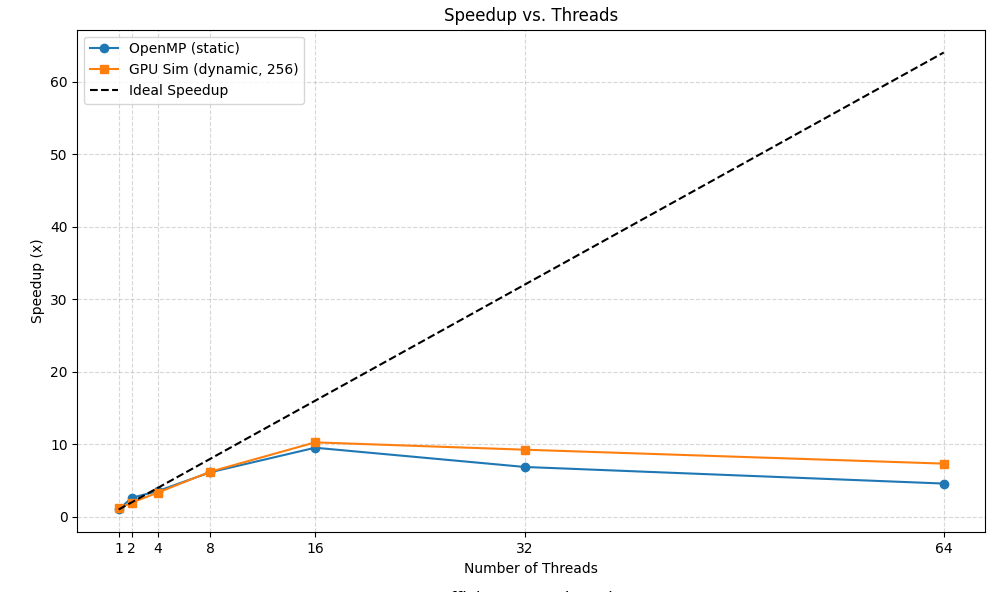 Speedup vs. Threads
OpenMP (static)
GPU Sim (dynamic, 256)
Ideal Speedup
60
50
40
30
20
10
0
Speedup (x)
1 2 4 8 16 32 64
Number of Threads